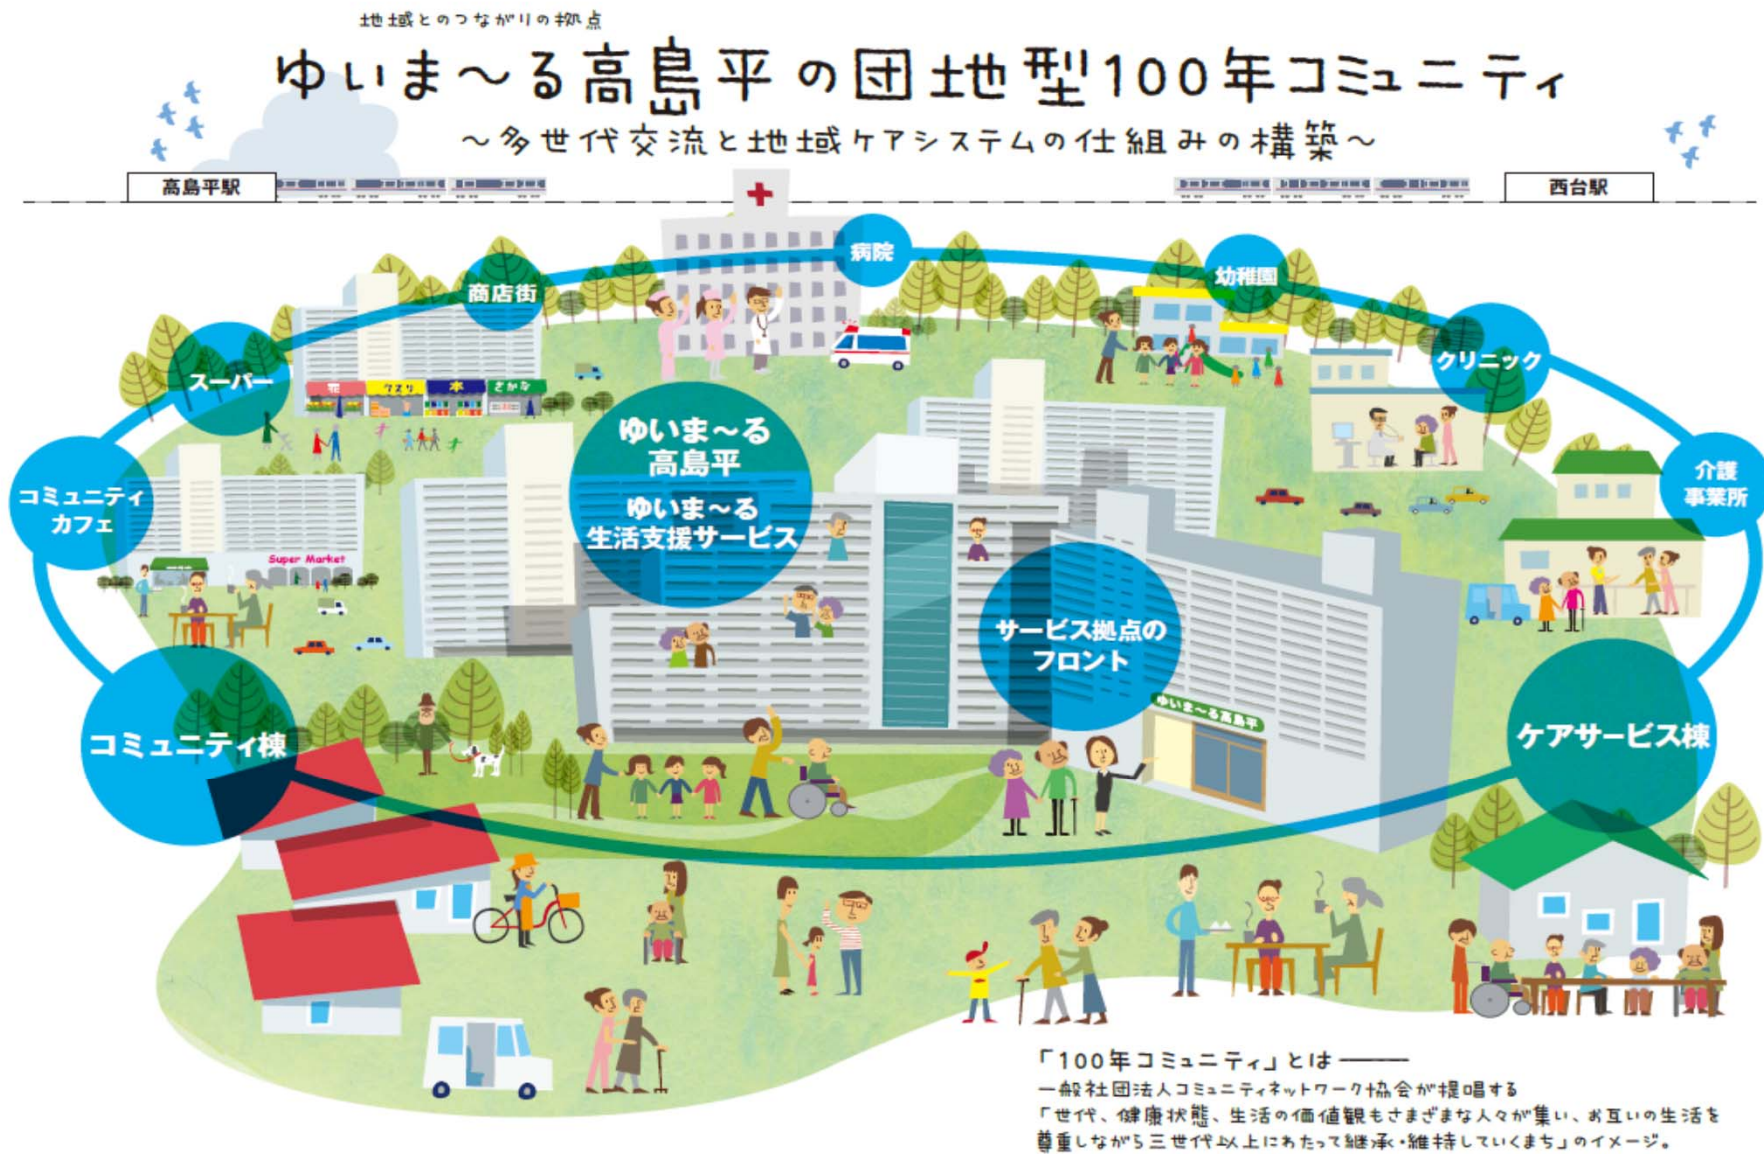 地域とのつながりの拠点
ゆいま～る高島平の団地型100年コミュニティ
～多世代交流と地域ケアシステムの仕組みの構築～
高島平駅
西台駅
病院
商店街
幼稚園
スーパー
クリニック
花
クスリ
本
さかな
ゆいま～る
高島平
ゆいま～る
生活支援サービス
介護
事業所
コミュニティ
カフェ
Super Market
サービス拠点の
フロント
ゆいま～る高島平
コミュニティ棟
ケアサービス棟
「100年コミュニティ」とは―――
一般社団法人コミュニティネットワーク協会が提唱する
「世代、健康状態、生活の価値観もさまざまな人々が集い、お互いの生活を
尊重しながら三世代以上にわたって継承・維持していくまち」のイメージ。